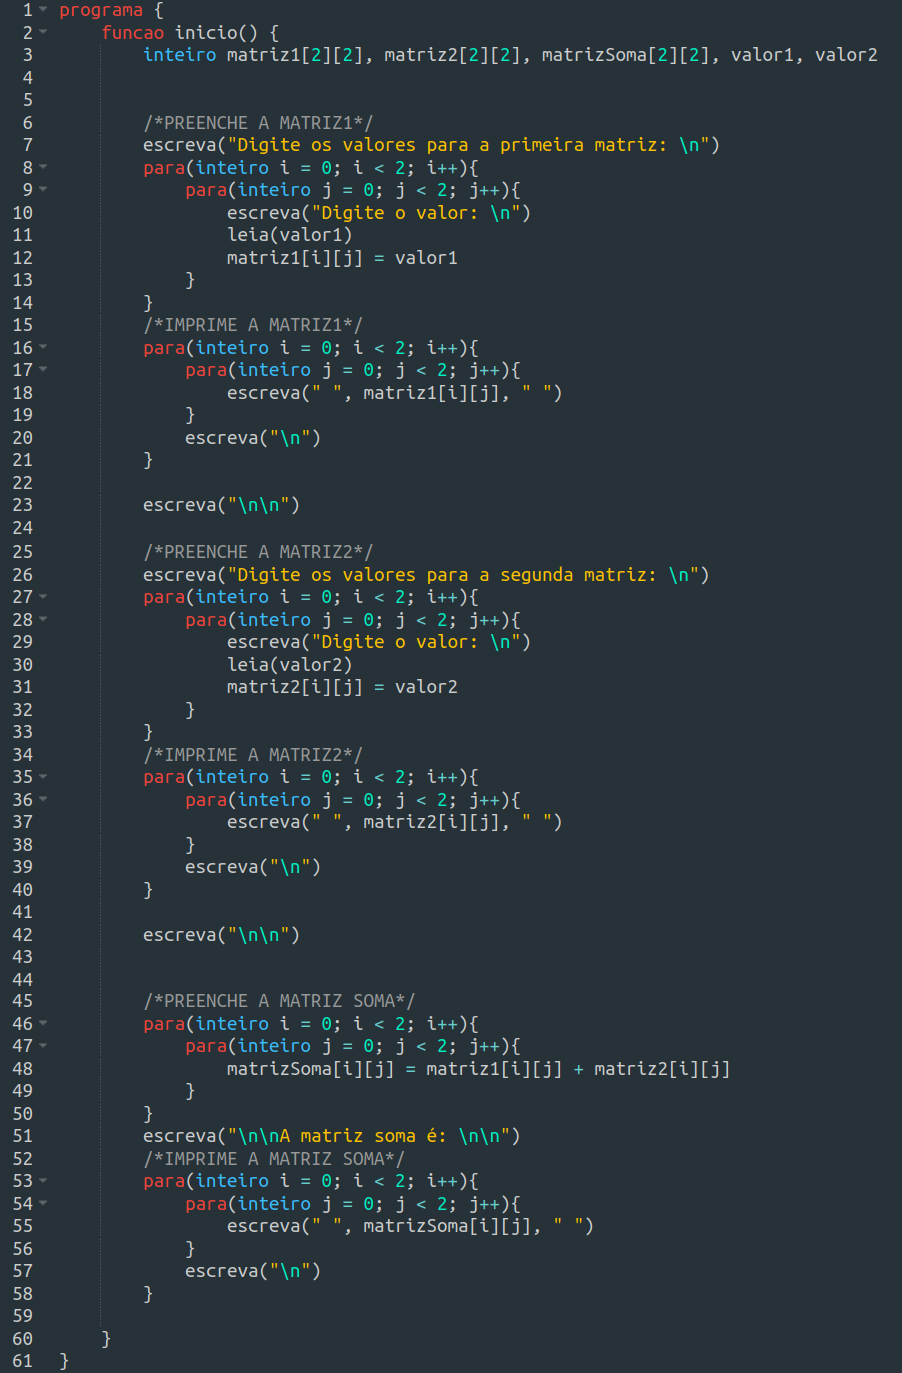 1 programa {
2 funcao inicio() {
3 inteiro matriz1[2][2], matriz2[2][2], matrizSoma[2][2], valor1, valor2
4
5
6 /*PREENCHE A MATRIZ1*/
7 escreva("Digite os valores para a primeira matriz: \n")
8 para(inteiro i = 0; i < 2; i++){
9 para(inteiro j = 0; j < 2; j++){
10 escreva("Digite o valor: \n")
11 leia(valor1)
12 matriz1[i][j] = valor1
13 }
14 }
15 /*IMPRIME A MATRIZ1*/
16 para(inteiro i = 0; i < 2; i++){
17 para(inteiro j = 0; j < 2; j++){
18 escreva(" ", matriz1[i][j], " ")
19 }
20 escreva("\n")
21 }
22
23 escreva("\n\n")
24
25 /*PREENCHE A MATRIZ2*/
26 escreva("Digite os valores para a segunda matriz: \n")
27 para(inteiro i = 0; i < 2; i++){
28 para(inteiro j = 0; j < 2; j++){
29 escreva("Digite o valor: \n")
30 leia(valor2)
31 matriz2[i][j] = valor2
32 }
33 }
34 /*IMPRIME A MATRIZ2*/
35 para(inteiro i = 0; i < 2; i++){
36 para(inteiro j = 0; j < 2; j++){
37 escreva(" ", matriz2[i][j], " ")
38 }
39 escreva("\n")
40 }
41
42 escreva("\n\n")
43
44
45 /*PREENCHE A MATRIZ SOMA*/
46 para(inteiro i = 0; i < 2; i++){
47 para(inteiro j = 0; j < 2; j++){
48 matrizSoma[i][j] = matriz1[i][j] + matriz2[i][j]
49 }
50 }
51 escreva("\n\nA matriz soma é: \n\n")
52 /*IMPRIME A MATRIZ SOMA*/
53 para(inteiro i = 0; i < 2; i++){
54 para(inteiro j = 0; j < 2; j++){
55 escreva(" ", matrizSoma[i][j], " ")
56 }
57 escreva("\n")
58 }
59
60 }
61 }